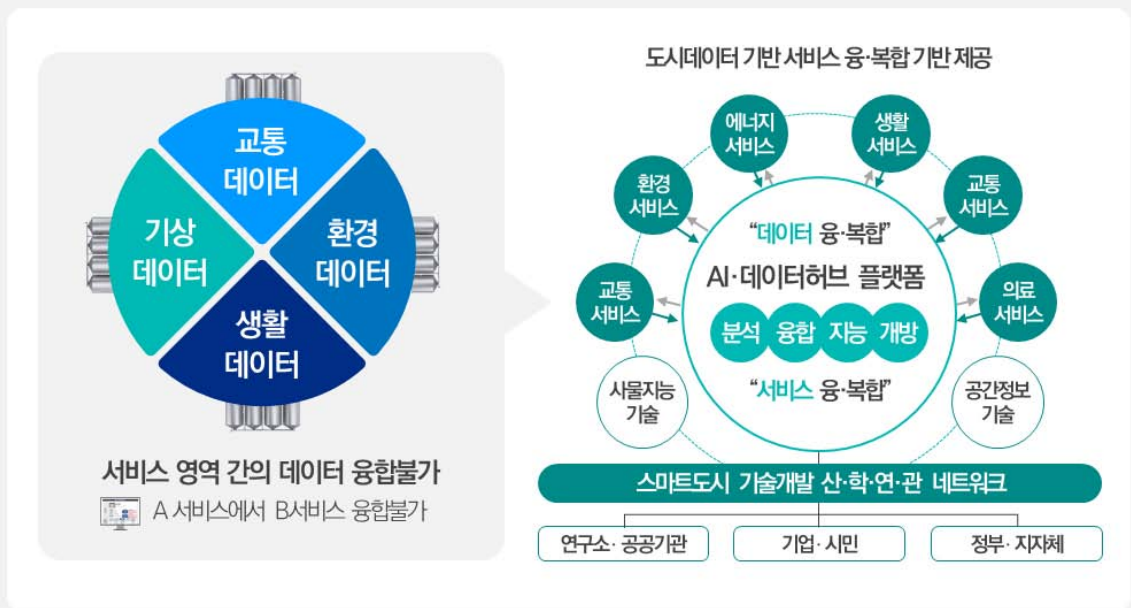 교통
데이터
기상
데이터
환경
데이터
생활
데이터
서비스 영역 간의 데이터 융합불가
A 서비스에서 B서비스 융합불가
도시데이터 기반 서비스 융·복합 기반 제공
에너지
서비스
생활
서비스
환경
서비스
교통
서비스
교통
서비스
의료
서비스
“데이터 융·복합”
AI·데이터허브 플랫폼
분석 융합 지능 개방
“서비스 융·복합”
사물지능
기술
공간정보
기술
스마트도시 기술개발 산·학·연·관 네트워크
연구소·공공기관
기업·시민
정부·지자체